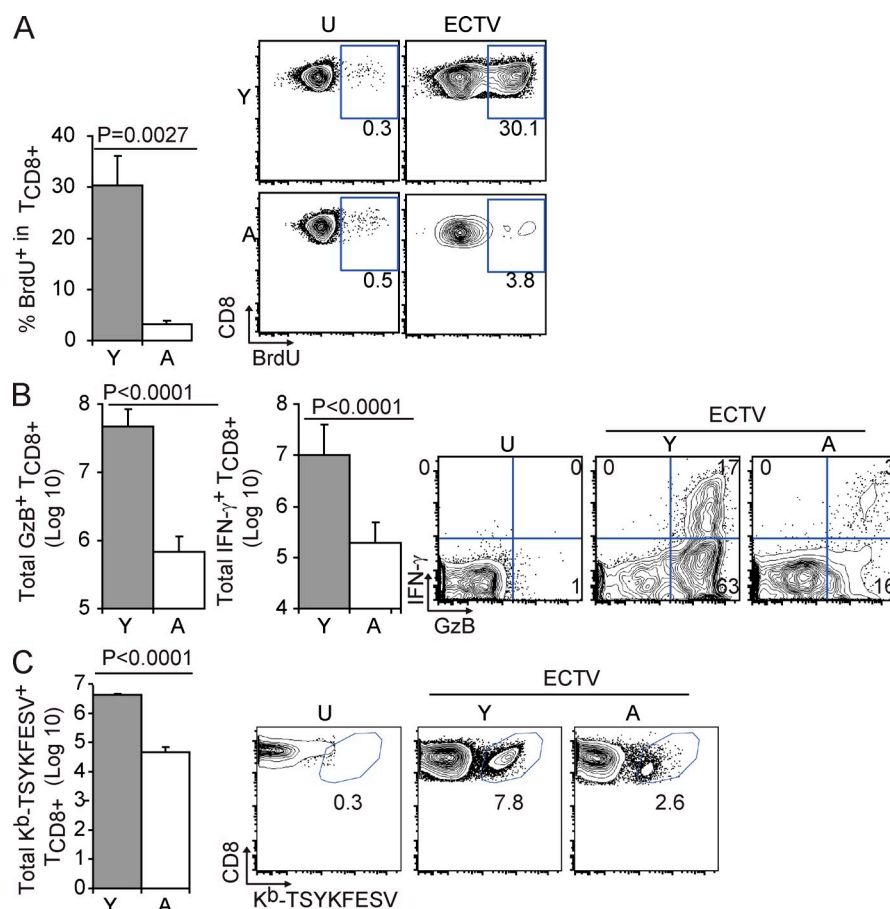 A
U ECTV
Y
0.3 30.1
P=0.0027
% BrdU+ in TCD8+
40
30
20
10
0
Y A
A
0.5 3.8
CD8
BrdU
B
P<0.0001
Total GzB+ TCD8+
(Log 10)
8
7
6
5
Y A
P<0.0001
Total IFN-γ+ TCD8+
(Log 10)
8
7
6
5
4
Y A
ECTV
U Y A
0 0 0 17 0 3
1 63 16
IFN-γ
GzB
C
P<0.0001
Total Kb-TSYKFESV+
TCD8+ (Log 10)
7
6
5
4
3
2
1
0
Y A
ECTV
U Y A
0.3 7.8 2.6
CD8
Kb-TSYKFESV